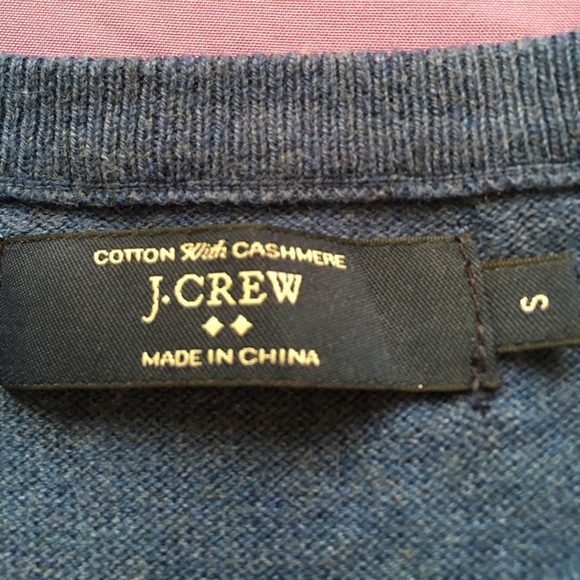 COTTON With CASHMERE
J.CREW
MADE IN CHINA
S